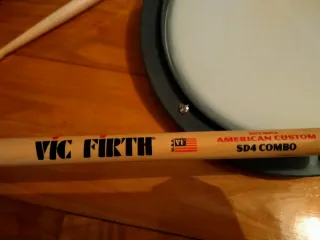 VIC FIRTH
VF
AMERICAN CUSTOM
SD4 COMBO